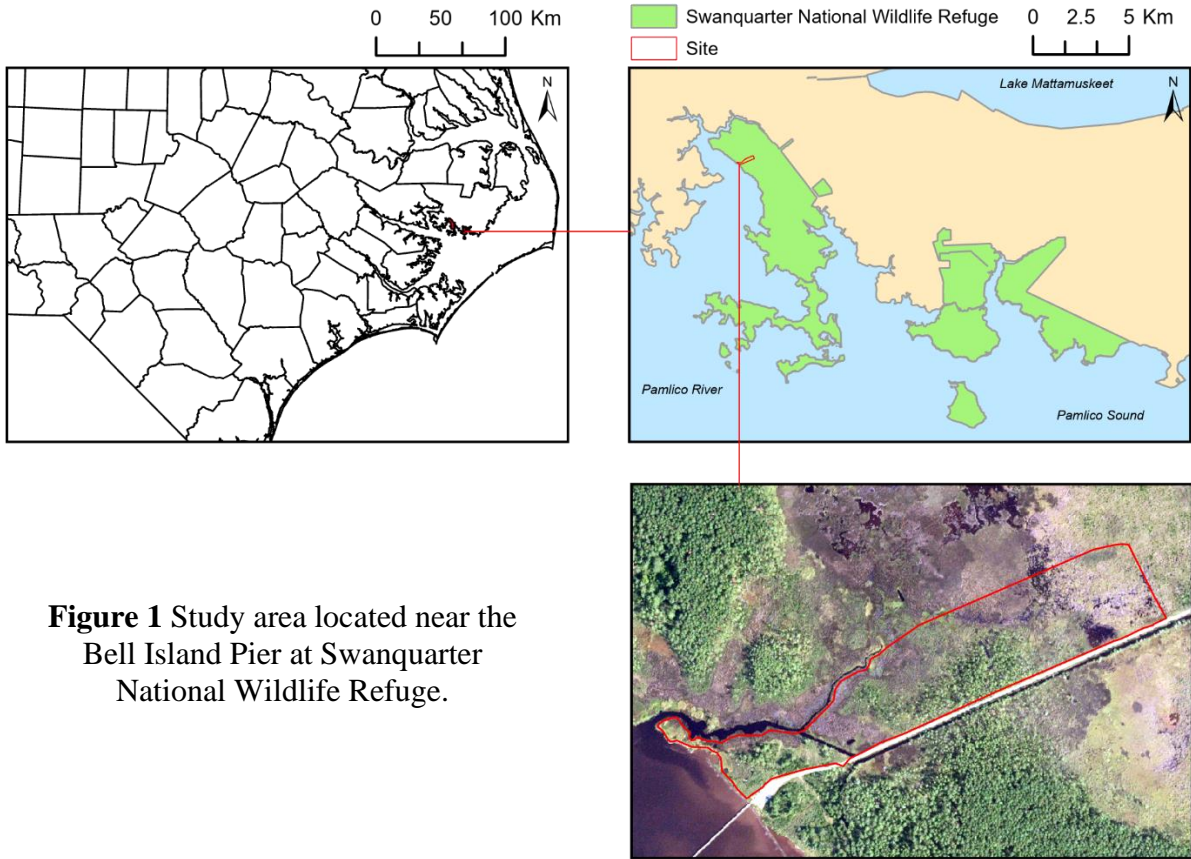 0 50 100 Km
Swanquarter National Wildlife Refuge
Site
0 2.5 5 Km
N
Lake Mattamuskeet
N
Pamlico River
Pamlico Sound
Figure 1 Study area located near the
Bell Island Pier at Swanquarter
National Wildlife Refuge.